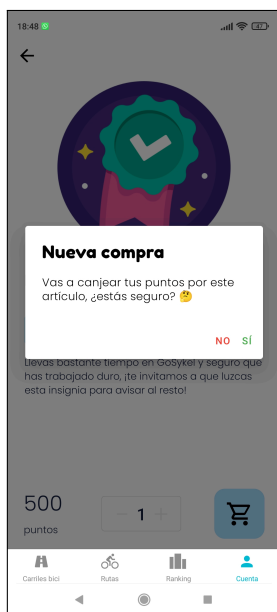 18:48
47
Nueva compra
Vas a canjear tus puntos por este
artículo, ¿estás seguro? 🤔
NO SÍ
Llevas bastante tiempo en GoSykel y seguro que
has trabajado duro, ¡te invitamos a que luzcas
esta insignia para avisar al resto!
500
puntos
− 1 +
Carriles bici
Rutas
Ranking
Cuenta